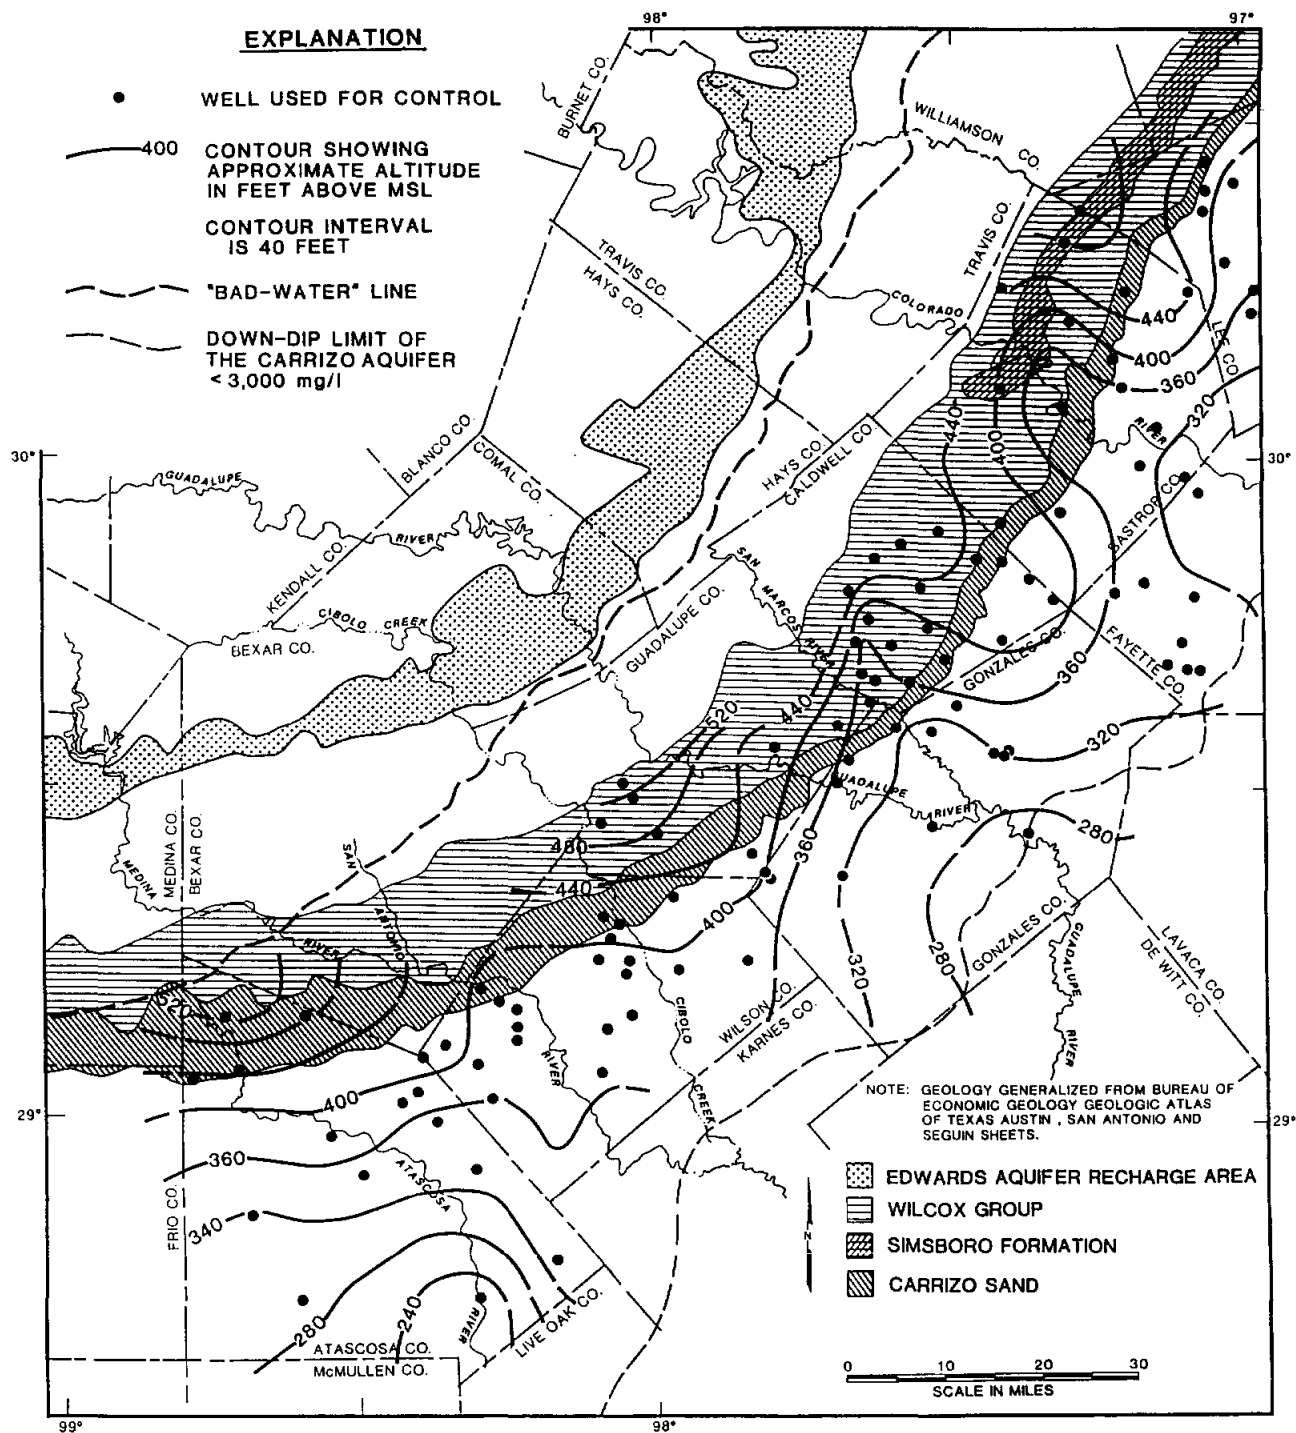 EXPLANATION
WELL USED FOR CONTROL
400
CONTOUR SHOWING
APPROXIMATE ALTITUDE
IN FEET ABOVE MSL
CONTOUR INTERVAL
IS 40 FEET
"BAD-WATER" LINE
DOWN-DIP LIMIT OF
THE CARRIZO AQUIFER
< 3,000 mg/l
98°
97°
BURNET CO.
WILLIAMSON CO.
TRAVIS CO.
HAYS CO.
TRAVIS CO.
COLORADO
440
400
LEE CO.
360
320
RIVER
440
400
BLANCO CO.
COMAL CO.
HAYS CO.
CALDWELL CO.
30°
30°
GUADALUPE
RIVER
KENDALL CO.
BASTROP CO.
SAN
MARCOS
RIVER
CIBOLO CREEK
BEXAR CO.
GUADALUPE CO.
GONZALES CO.
FAYETTE CO.
360
520
440
320
GUADALUPE
RIVER
280
MEDINA CO.
BEXAR CO.
SAN
ANTONIO
MEDINA
RIVER
480
440
360
400
320
280
GONZALES CO.
GUADALUPE
RIVER
LAVACA CO.
DE WITT CO.
520
CIBOLO
CREEK
WILSON CO.
KARNES CO.
RIVER
29°
29°
400
360
340
FRIO CO.
ATASCOSA
RIVER
280
240
LIVE OAK CO.
ATASCOSA CO.
McMULLEN CO.
NOTE: GEOLOGY GENERALIZED FROM BUREAU OF
ECONOMIC GEOLOGY GEOLOGIC ATLAS
OF TEXAS AUSTIN, SAN ANTONIO AND
SEGUIN SHEETS.
EDWARDS AQUIFER RECHARGE AREA
WILCOX GROUP
SIMSBORO FORMATION
CARRIZO SAND
N
0 10 20 30
SCALE IN MILES
99°
98°